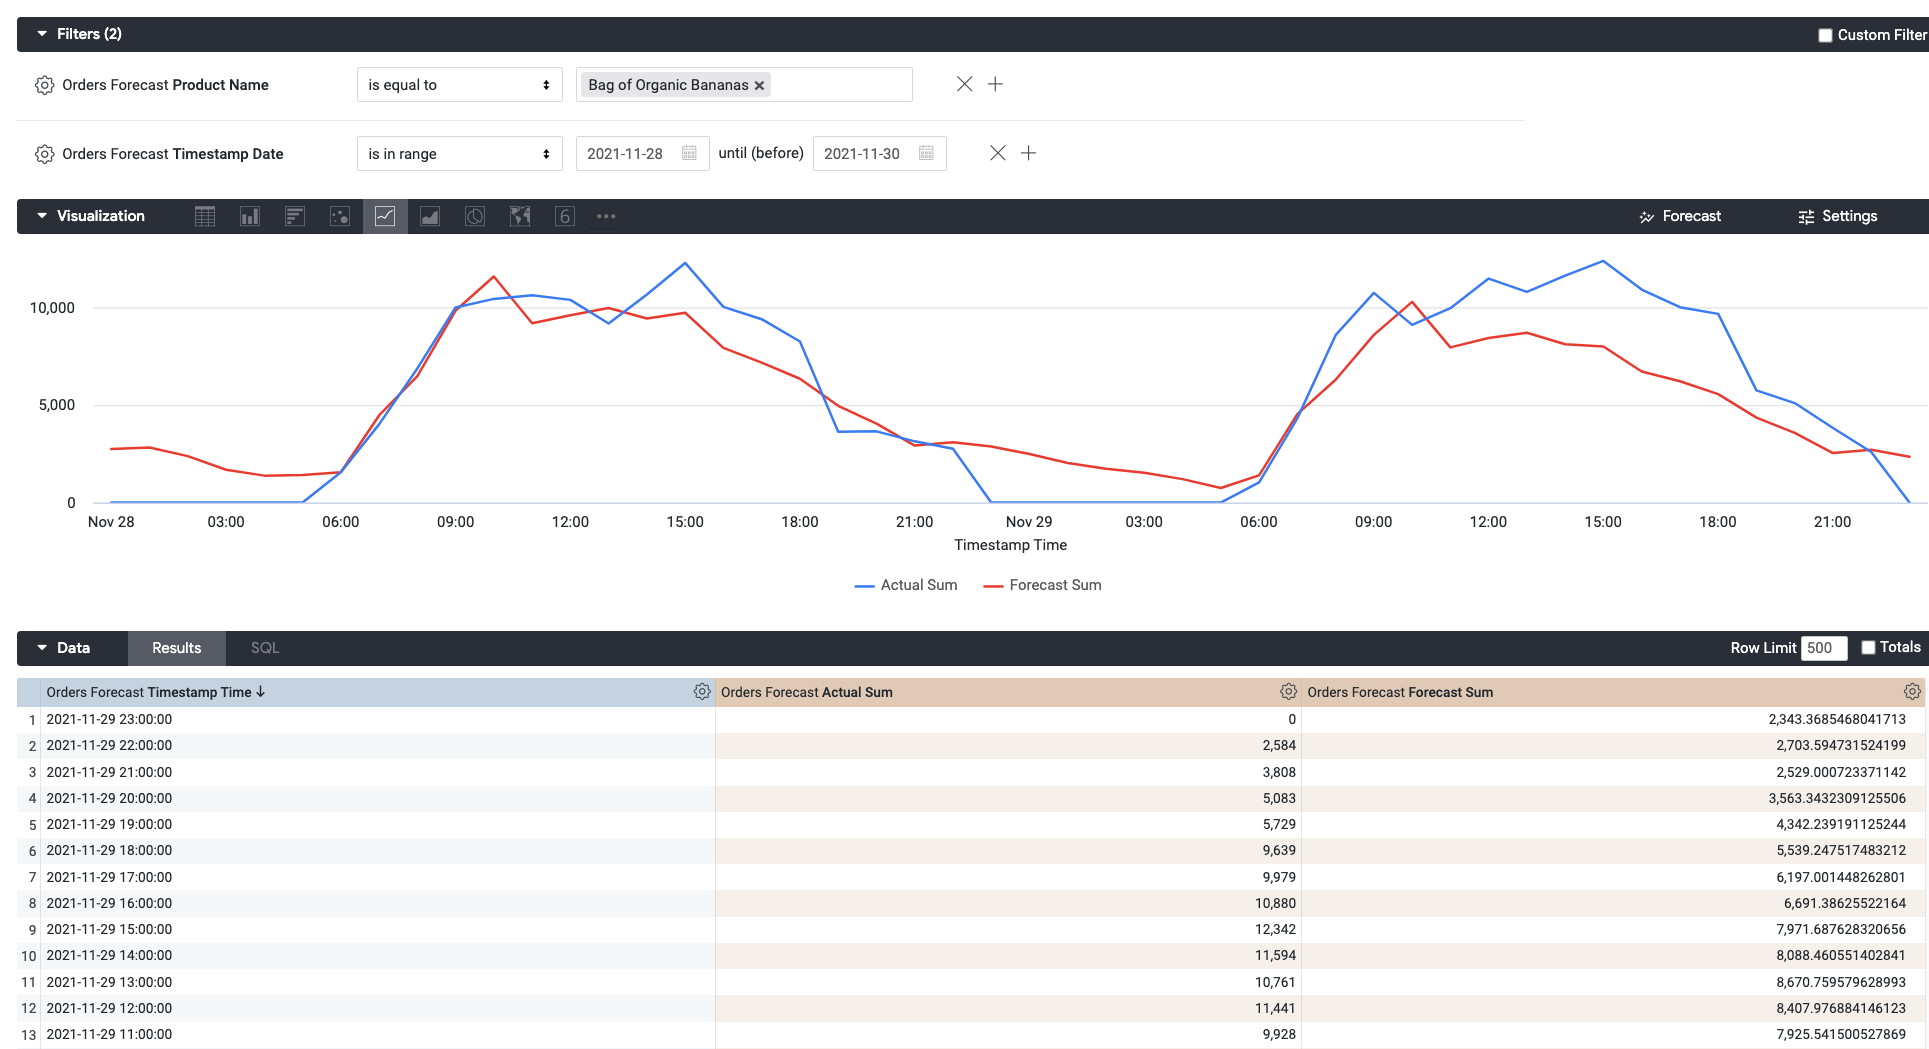 Filters (2) Custom Filter
Orders Forecast Product Name is equal to Bag of Organic Bananas
Orders Forecast Timestamp Date is in range 2021-11-28 until (before) 2021-11-30
Visualization 6 Forecast Settings
10,000
5,000
0
Nov 28 03:00 06:00 09:00 12:00 15:00 18:00 21:00 Nov 29 03:00 06:00 09:00 12:00 15:00 18:00 21:00
Timestamp Time
Actual Sum Forecast Sum
Data Results SQL Row Limit 500 Totals
Orders Forecast Timestamp Time Orders Forecast Actual Sum Orders Forecast Forecast Sum
1 2021-11-29 23:00:00 0 2,343.3685468041713
2 2021-11-29 22:00:00 2,584 2,703.594731524199
3 2021-11-29 21:00:00 3,808 2,529.000723371142
4 2021-11-29 20:00:00 5,083 3,563.3432309125506
5 2021-11-29 19:00:00 5,729 4,342.239191125244
6 2021-11-29 18:00:00 9,639 5,539.247517483212
7 2021-11-29 17:00:00 9,979 6,197.001448262801
8 2021-11-29 16:00:00 10,880 6,691.38625522164
9 2021-11-29 15:00:00 12,342 7,971.687628320656
10 2021-11-29 14:00:00 11,594 8,088.460551402841
11 2021-11-29 13:00:00 10,761 8,670.759579628993
12 2021-11-29 12:00:00 11,441 8,407.976884146123
13 2021-11-29 11:00:00 9,928 7,925.541500527869